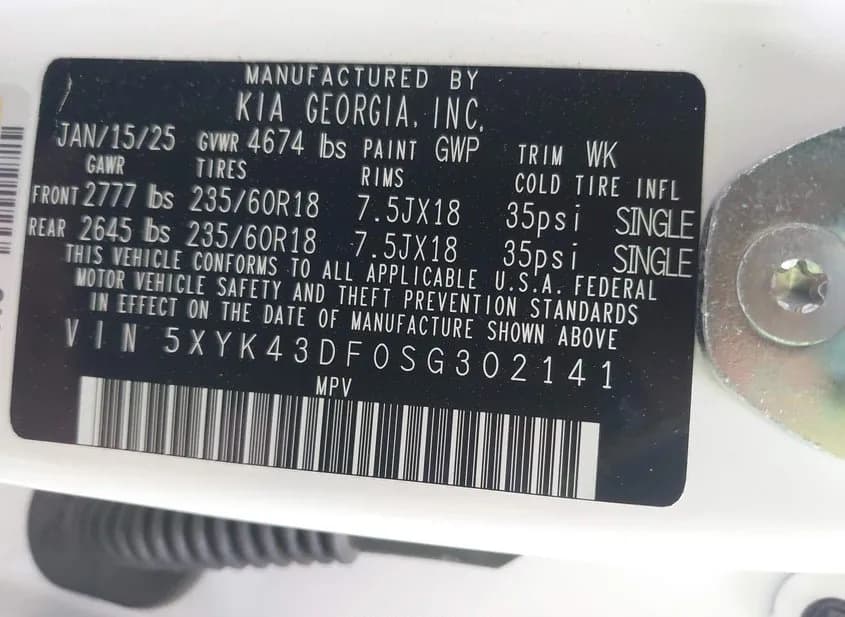 MANUFACTURED BY
KIA GEORGIA, INC.
JAN/15/25 GVWR 4674 lbs PAINT GWP TRIM WK
GAWR TIRES RIMS COLD TIRE INFL
FRONT 2777 lbs 235/60R18 7.5JX18 35psi SINGLE
REAR 2645 lbs 235/60R18 7.5JX18 35psi SINGLE
THIS VEHICLE CONFORMS TO ALL APPLICABLE U.S.A. FEDERAL
MOTOR VEHICLE SAFETY AND THEFT PREVENTION STANDARDS
IN EFFECT ON THE DATE OF MANUFACTURE SHOWN ABOVE
VIN 5XYK43DF0SG302141
MPV